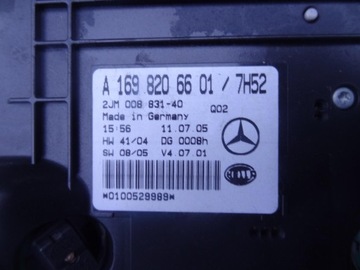 A 169 820 66 01 / 7H52
2JM 008 831-40 Q02
Made in Germany
15:56 11.07.05
HW 41/04 DG 0008h
SW 08/05 V4.07.01
*0100529989*